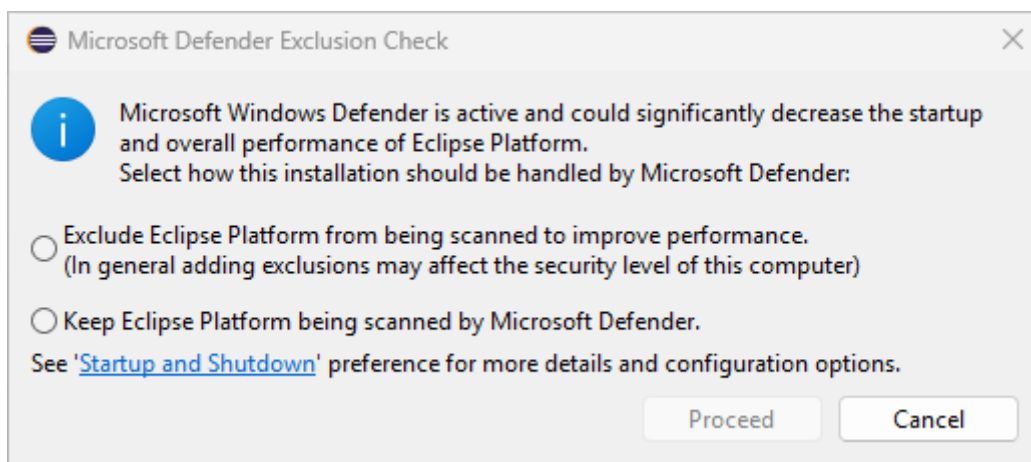 Microsoft Defender Exclusion Check
Microsoft Windows Defender is active and could significantly decrease the startup
and overall performance of Eclipse Platform.
Select how this installation should be handled by Microsoft Defender:
Exclude Eclipse Platform from being scanned to improve performance.
(In general adding exclusions may affect the security level of this computer)
Keep Eclipse Platform being scanned by Microsoft Defender.
See 'Startup and Shutdown' preference for more details and configuration options.
Proceed
Cancel